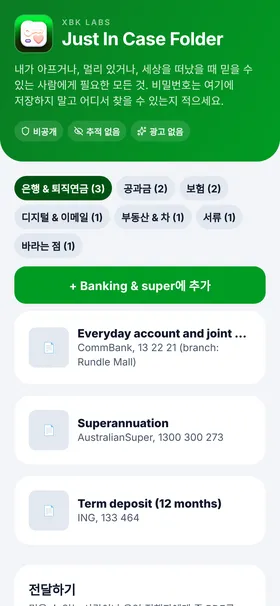 XBK LABS
Just In Case Folder
내가 아프거나, 멀리 있거나, 세상을 떠났을 때 믿을 수
있는 사람에게 필요한 모든 것. 비밀번호는 여기에
저장하지 말고 어디서 찾을 수 있는지 적으세요.
비공개 추적 없음 광고 없음
은행 & 퇴직연금 (3) 공과금 (2) 보험 (2)
디지털 & 이메일 (1) 부동산 & 차 (1) 서류 (1)
바라는 점 (1)
+ Banking & super에 추가
Everyday account and joint ...
CommBank, 13 22 21 (branch:
Rundle Mall)
Superannuation
AustralianSuper, 1300 300 273
Term deposit (12 months)
ING, 133 464
전달하기